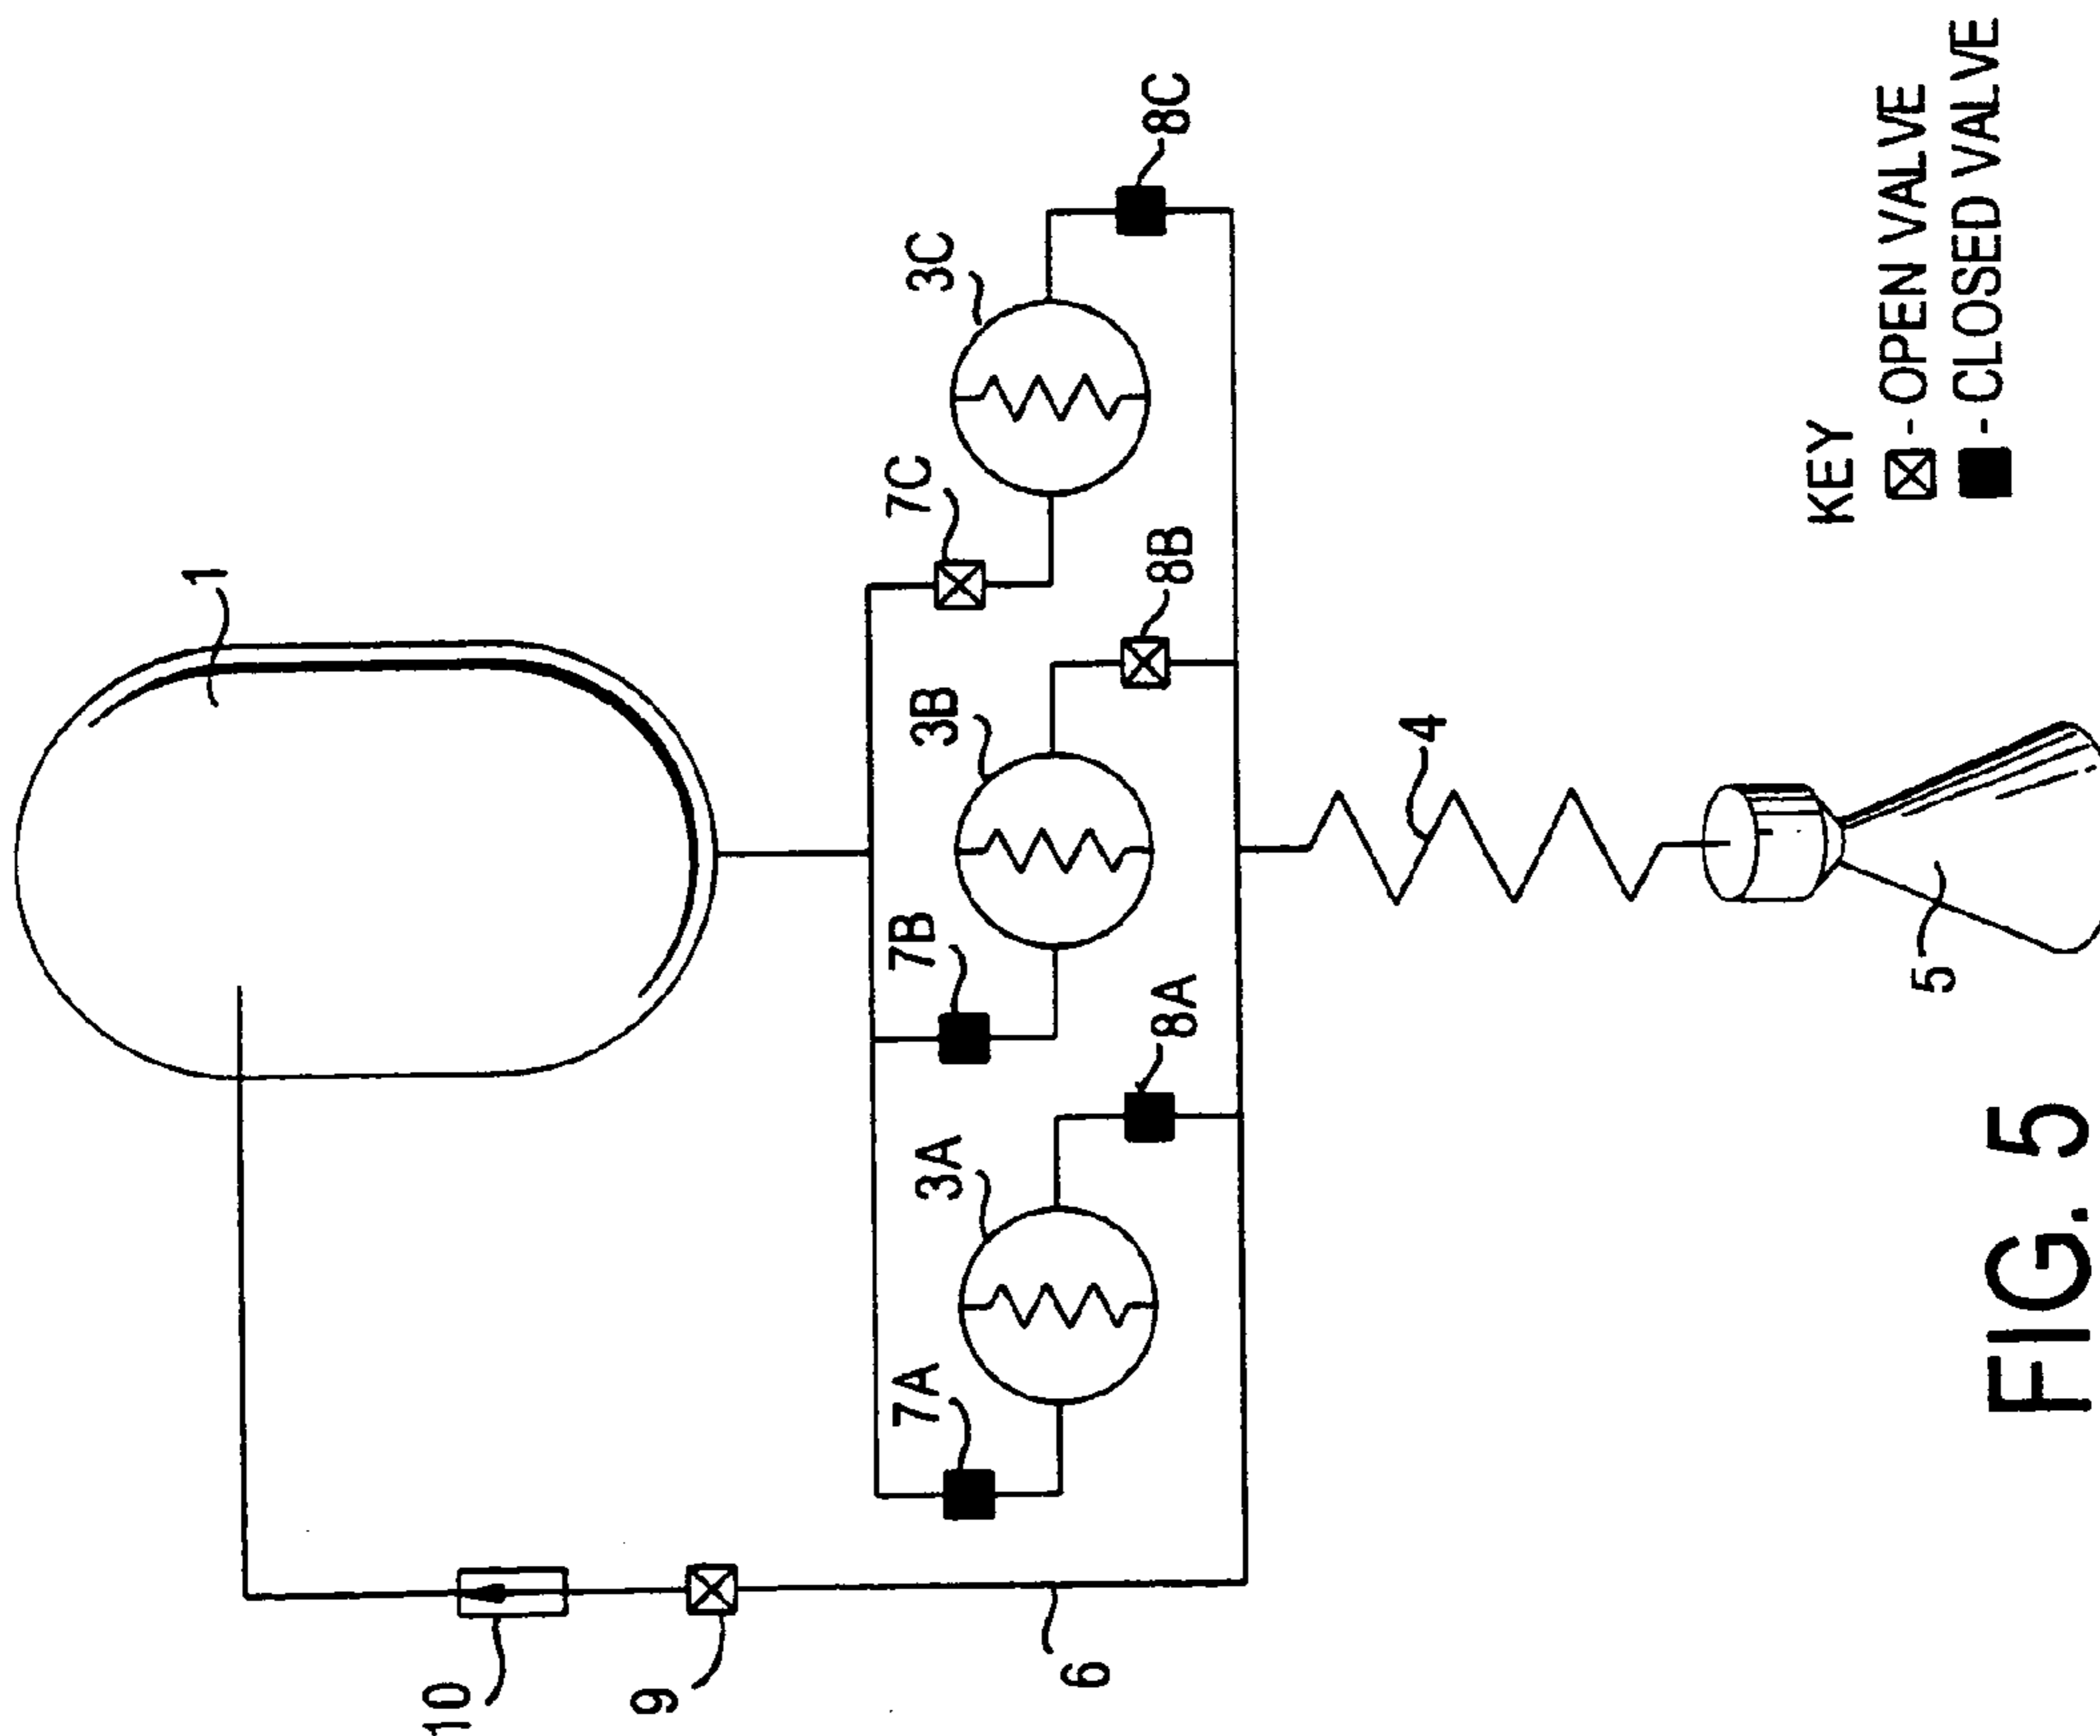 1
10
9
6
7A
3A
8A
7B
3B
8B
7C
3C
8C
4
5
KEY
- OPEN VALVE
- CLOSED VALVE
FIG. 5